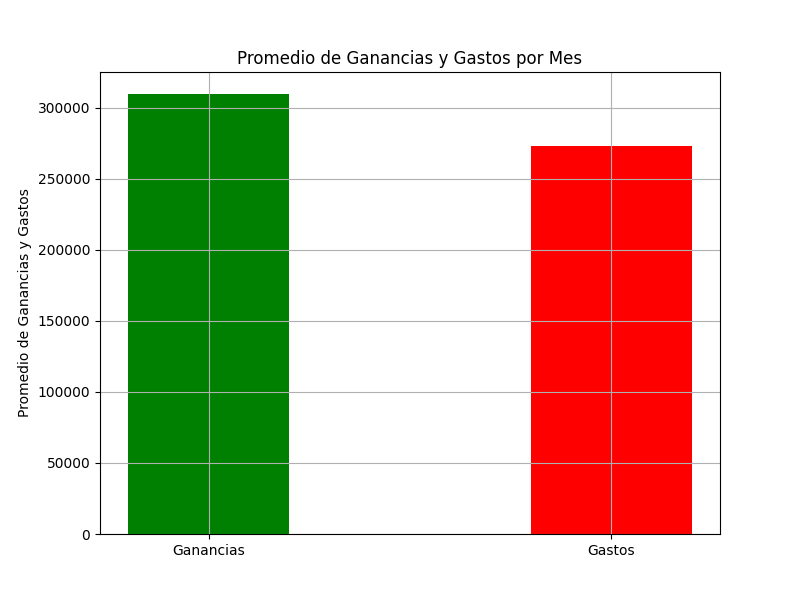 Promedio de Ganancias y Gastos por Mes
Promedio de Ganancias y Gastos
300000
250000
200000
150000
100000
50000
0
Ganancias
Gastos